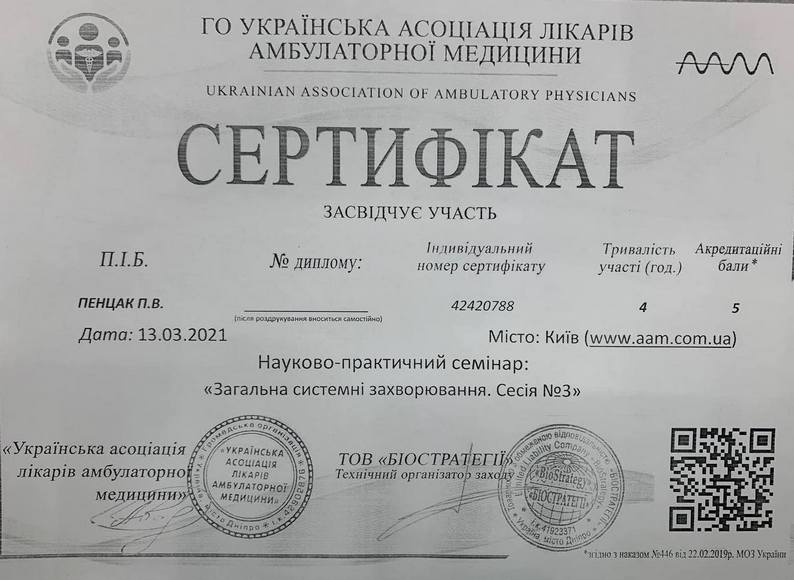 ГО УКРАЇНСЬКА АСОЦІАЦІЯ ЛІКАРІВ
АМБУЛАТОРНОЇ МЕДИЦИНИ
UKRAINIAN ASSOCIATION OF AMBULATORY PHYSICIANS
СЕРТИФІКАТ
ЗАСВІДЧУЄ УЧАСТЬ
П.І.Б.
№ диплому:
Індивідуальний
номер сертифікату
Тривалість
участі (год.)
Акредитаційні
бали*
ПЕНЦАК П.В.
(після роздрукування вноситься самостійно)
42420788
4
5
Дата: 13.03.2021
Місто: Київ (www.aam.com.ua)
Науково-практичний семінар:
«Загальна системні захворювання. Сесія №3»
«Українська асоціація
лікарів амбулаторної
медицини»
«УКРАЇНСЬКА
АСОЦІАЦІЯ
ЛІКАРІВ
АМБУЛАТОРНОЇ
МЕДИЦИНИ»
ТОВ «БІОСТРАТЕГІЇ»
Технічний організатор заходу
«BioStrategy»
«БІОСТРАТЕГІЇ»
*згідно з наказом №446 від 22.02.2019р. МОЗ України